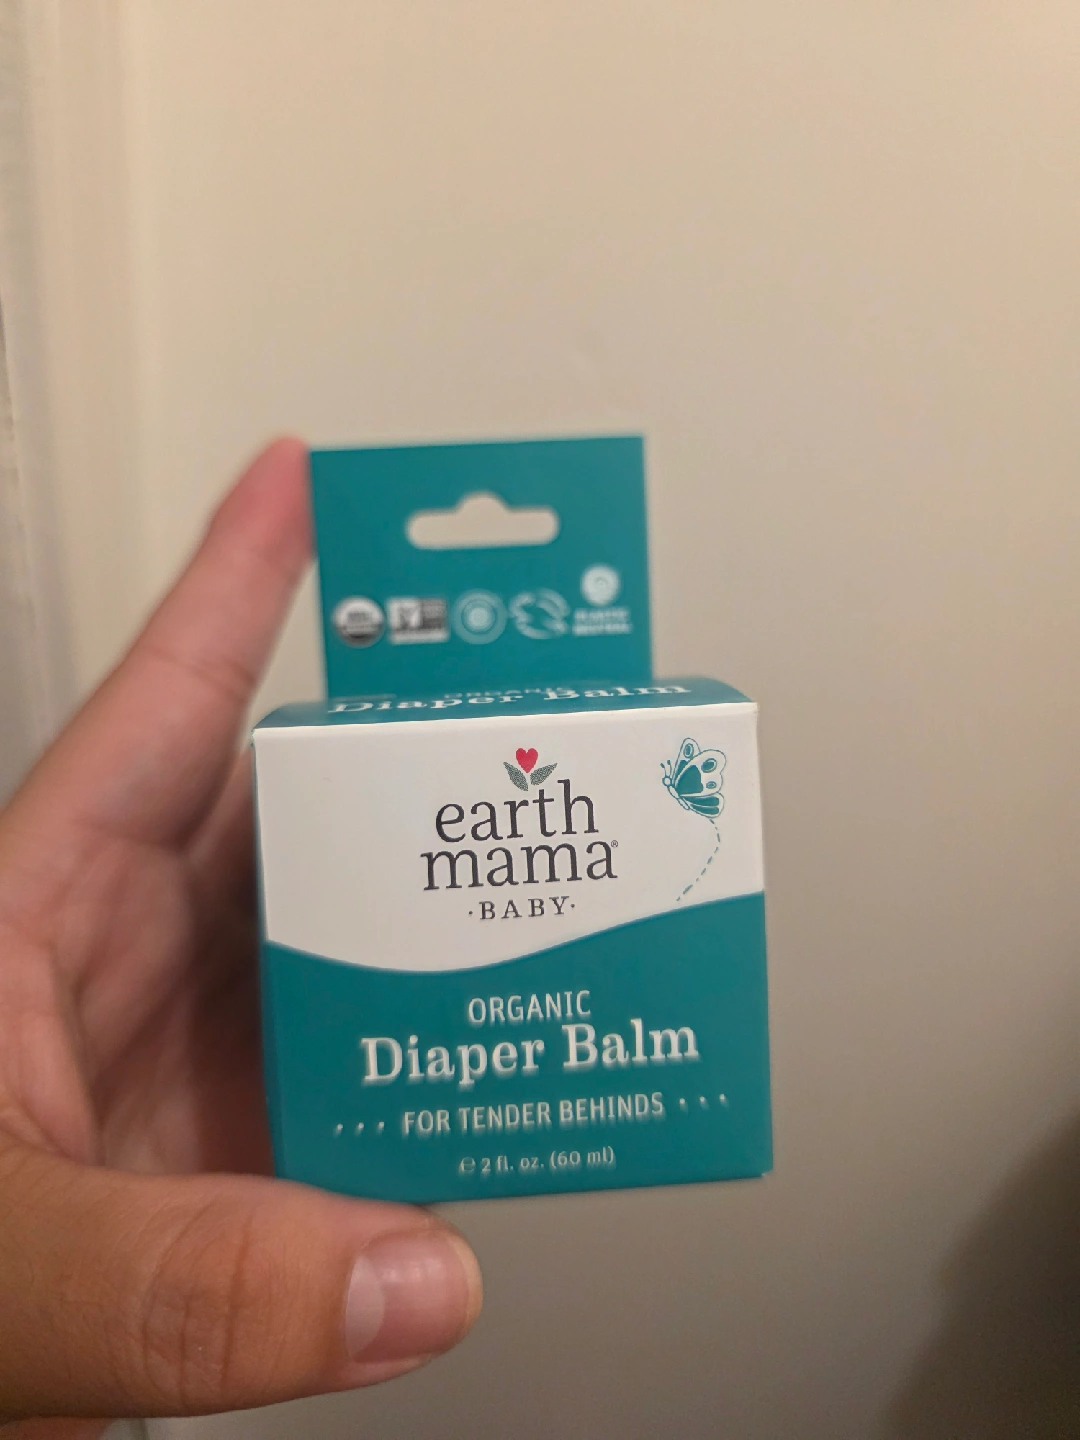 ORGANIC
Diaper Balm
earth
mama®
·BABY·
ORGANIC
Diaper Balm
··· FOR TENDER BEHINDS ···
℮ 2 fl. oz. (60 ml)